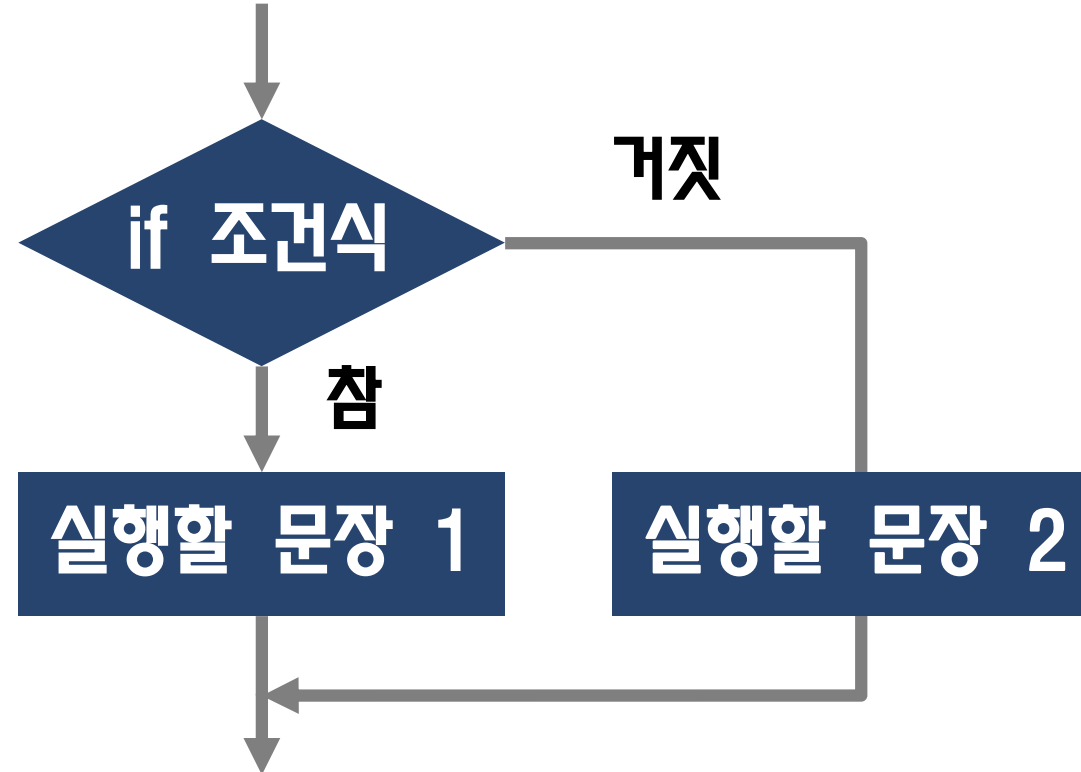 거짓
if 조건식
참
실행할 문장 1
실행할 문장 2